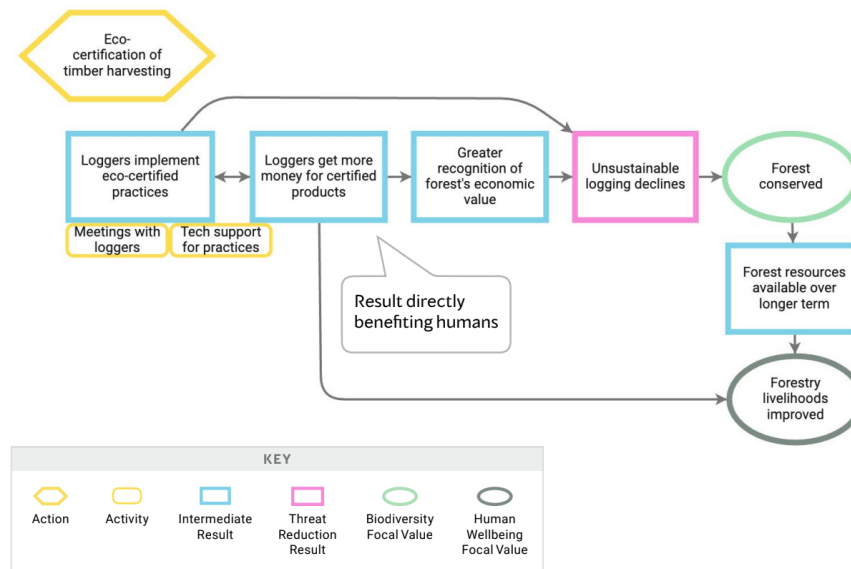 Eco-
certification of
timber harvesting
Loggers implement
eco-certified
practices
Loggers get more
money for certified
products
Greater
recognition of
forest's economic
value
Unsustainable
logging declines
Forest
conserved
Meetings with
loggers
Tech support
for practices
Result directly
benefiting humans
Forest resources
available over
longer term
Forestry
livelihoods
improved
KEY
Action
Activity
Intermediate
Result
Threat
Reduction
Result
Biodiversity
Focal Value
Human
Wellbeing
Focal Value